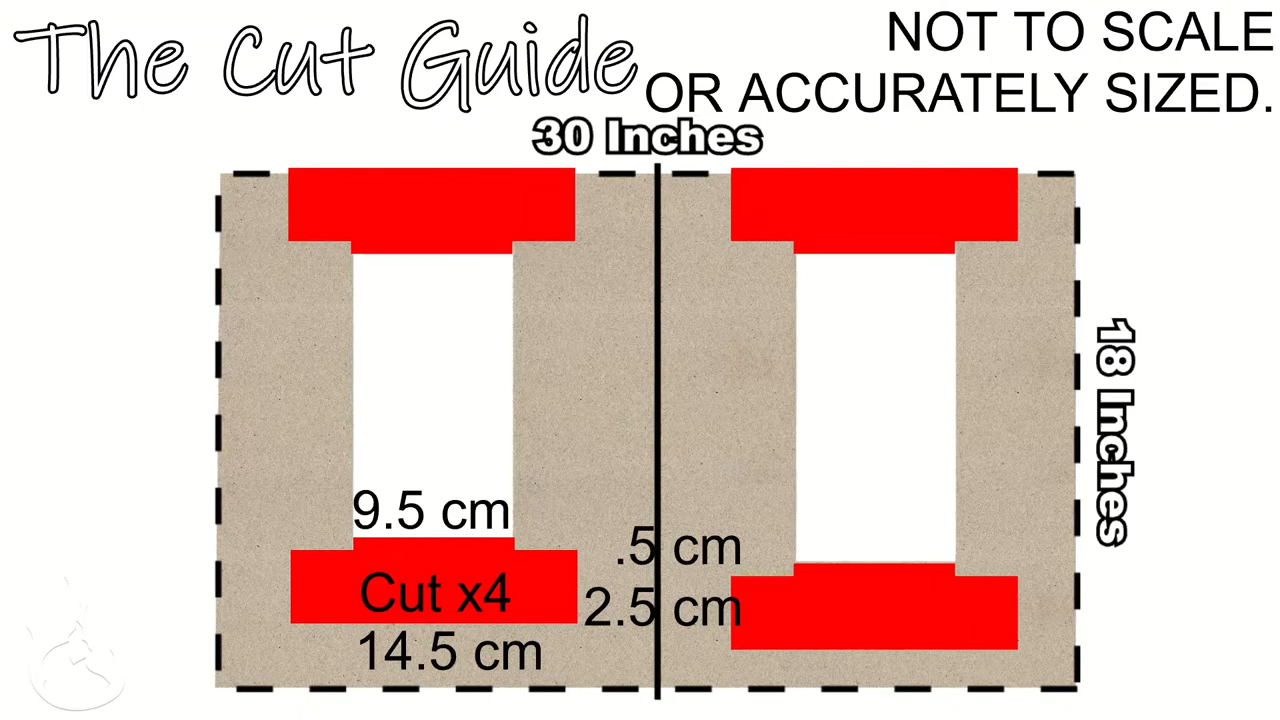 The Cut Guide
NOT TO SCALE
OR ACCURATELY SIZED.
30 Inches
18 Inches
9.5 cm
.5 cm
Cut x4
2.5 cm
14.5 cm